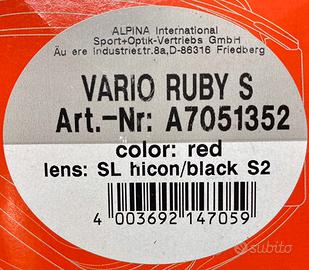 ALPINA International
Sport+Optik-Vertriebs GmbH
Äu ere Industriestr.8a,D-86316 Friedberg
VARIO RUBY S
Art.-Nr: A7051352
color: red
lens: SL hicon/black S2
4 003692 147059
subito